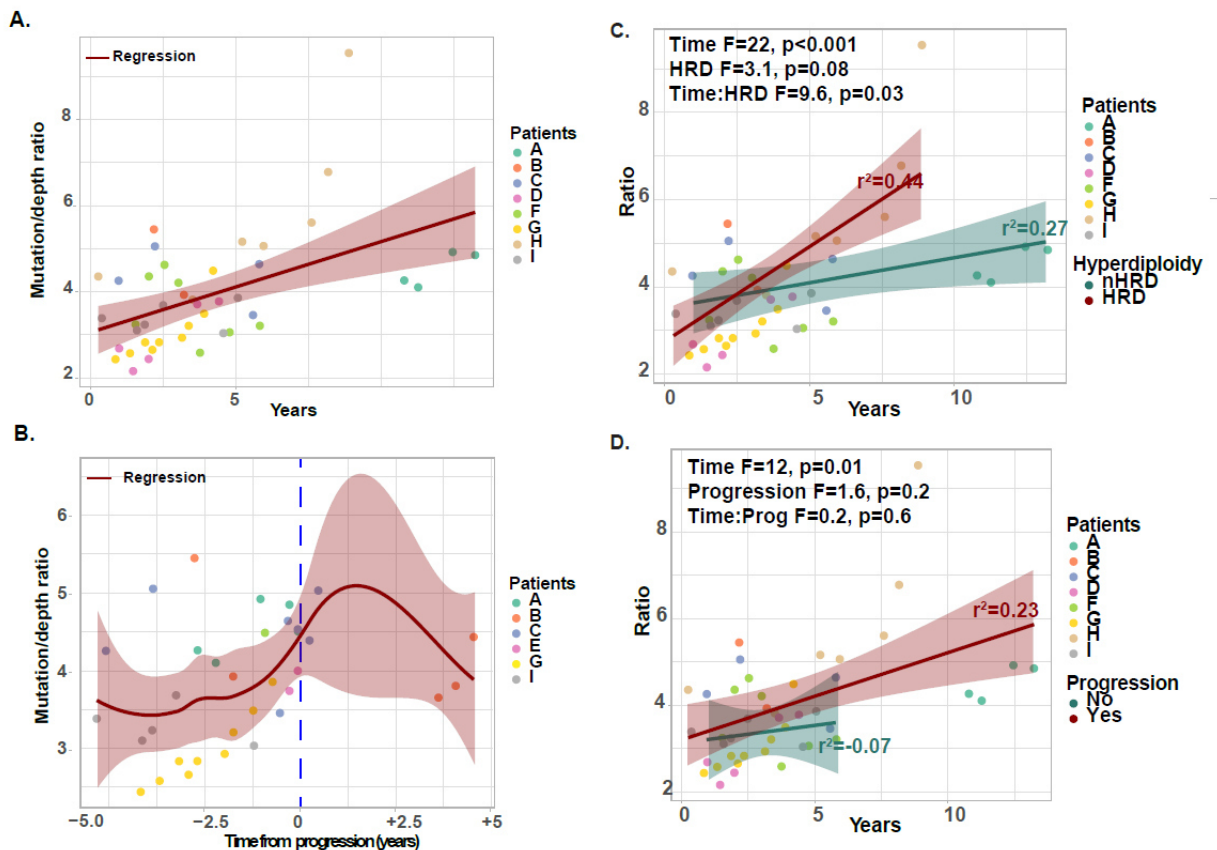 A.
Regression
Mutation/depth ratio
8
6
4
2
0
5
Years
Patients
A
B
C
D
F
G
H
I
B.
Regression
Mutation/depth ratio
6
5
4
3
−5.0
−2.5
0
+2.5
+5
Time from progression (years)
Patients
A
B
C
E
G
I
C.
Time F=22, p<0.001
HRD F=3.1, p=0.08
Time:HRD F=9.6, p=0.03
r²=0.44
r²=0.27
Ratio
8
6
4
2
0
5
10
Years
Patients
A
B
C
D
F
G
H
I
Hyperdiploidy
nHRD
HRD
D.
Time F=12, p=0.01
Progression F=1.6, p=0.2
Time:Prog F=0.2, p=0.6
r²=0.23
r²=-0.07
Ratio
8
6
4
2
0
5
10
Years
Patients
A
B
C
D
F
G
H
I
Progression
No
Yes